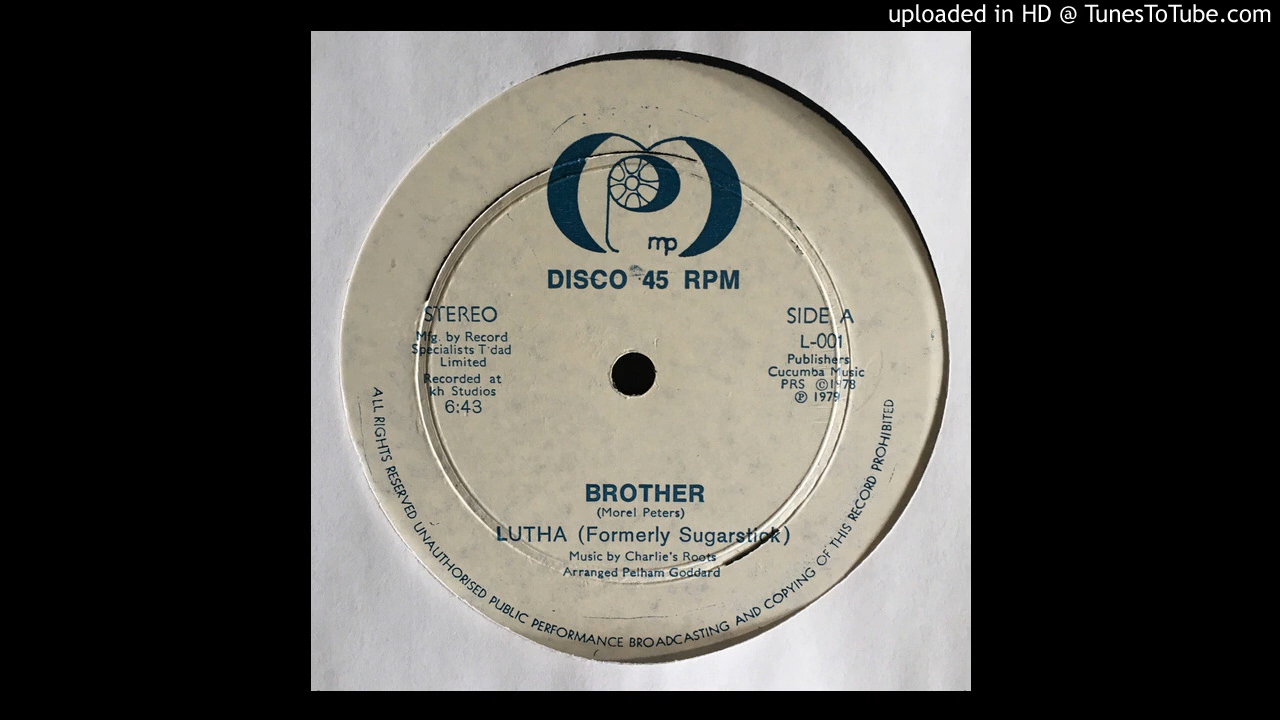 uploaded in HD @ TunesToTube.com
mp
DISCO 45 RPM
STEREO
Mfg. by Record
Specialists T'dad
Limited
Recorded at
kh Studios
6:43
SIDE A
L-001
Publishers
Cucumba Music
PRS ©1978
℗ 1979
BROTHER
(Morel Peters)
LUTHA (Formerly Sugarstick)
Music by Charlie's Roots
Arranged Pelham Goddard
ALL RIGHTS RESERVED UNAUTHORISED PUBLIC PERFORMANCE BROADCASTING AND COPYING OF THIS RECORD PROHIBITED